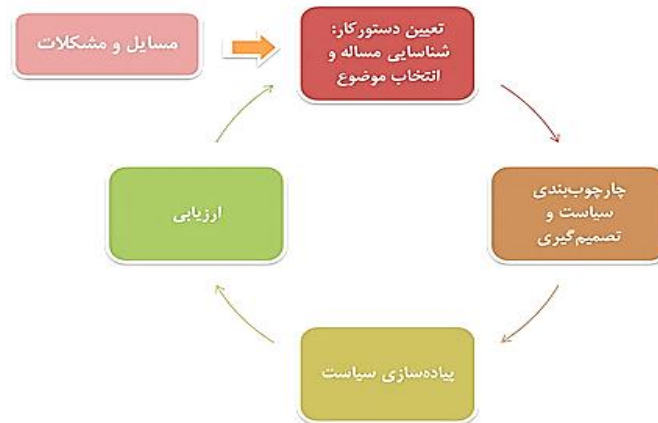 مسایل و مشکلات
تعیین دستورکار:
شناسایی مساله و
انتخاب موضوع
چارچوب‌بندی
سیاست و
تصمیم‌گیری
پیاده‌سازی سیاست
ارزیابی